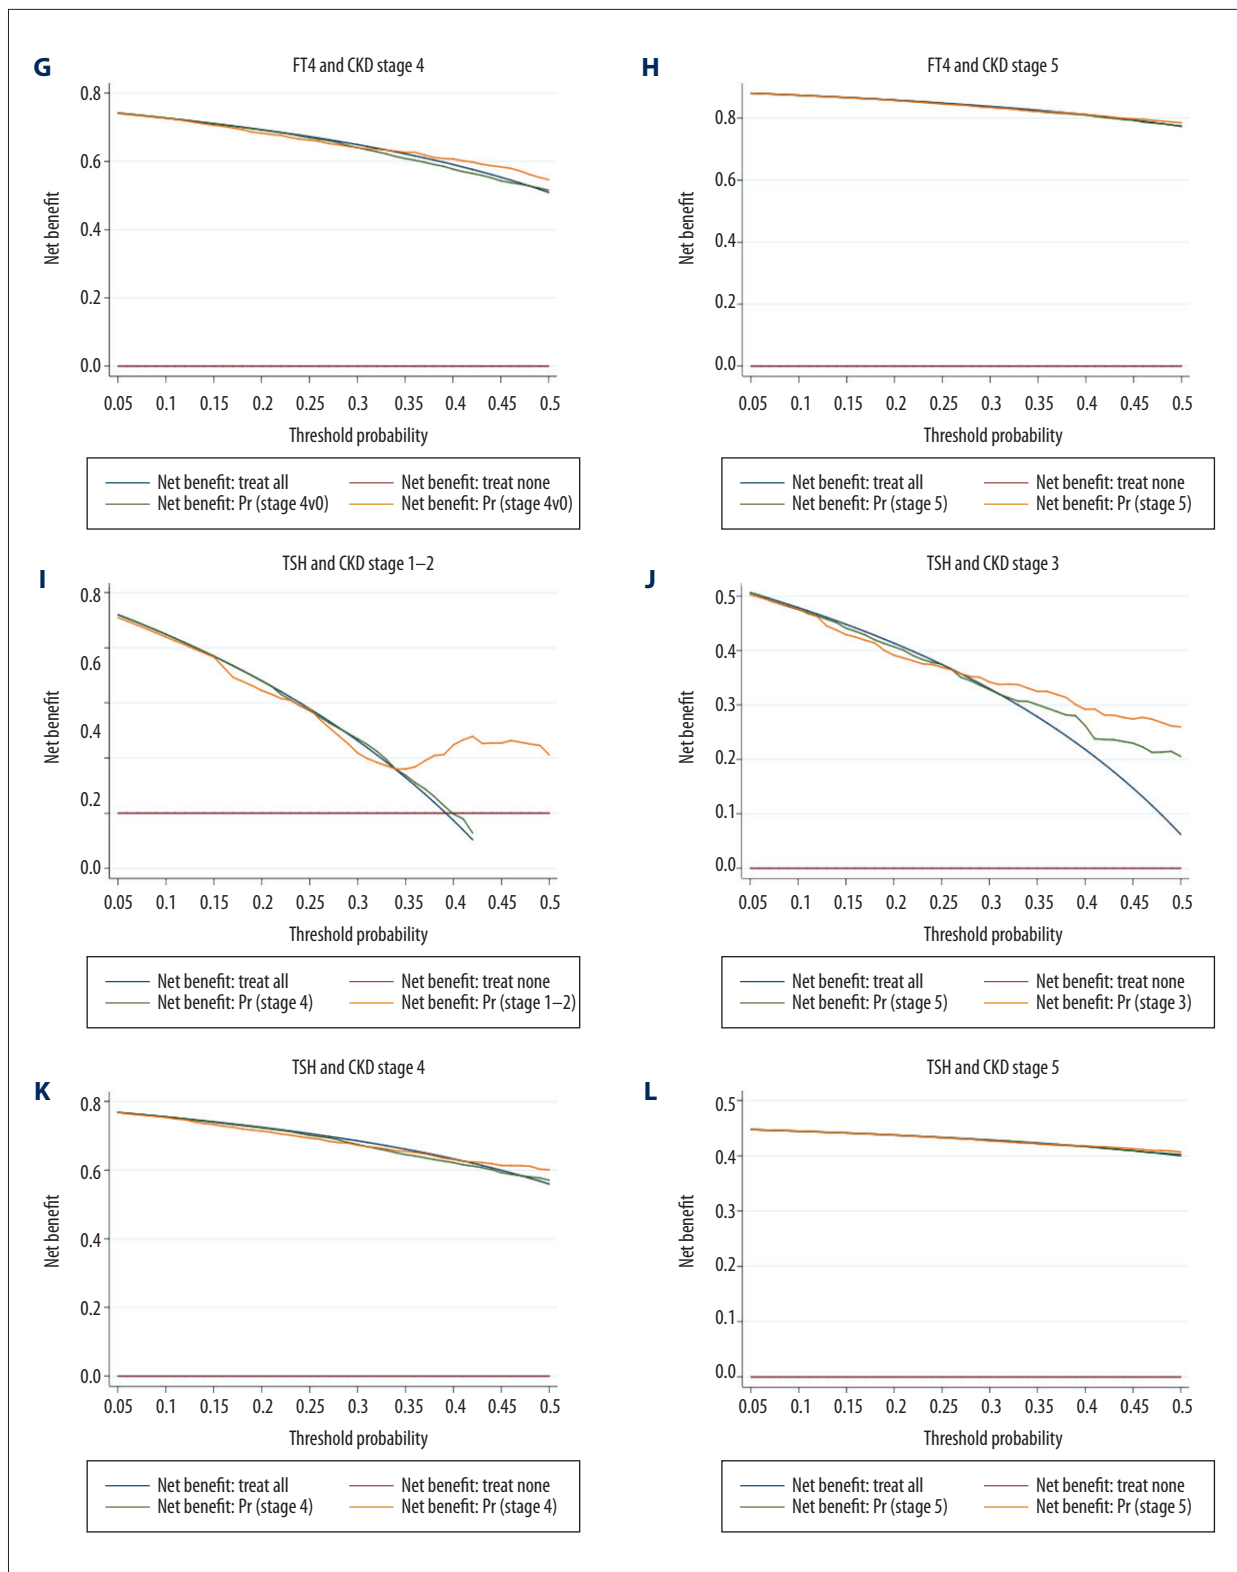 G
FT4 and CKD stage 4
0.8
0.6
0.4
0.2
0.0
Net benefit
0.05 0.1 0.15 0.2 0.25 0.3 0.35 0.4 0.45 0.5
Threshold probability
Net benefit: treat all Net benefit: treat none
Net benefit: Pr (stage 4v0) Net benefit: Pr (stage 4v0)
H
FT4 and CKD stage 5
0.8
0.6
0.4
0.2
0.0
Net benefit
0.05 0.1 0.15 0.2 0.25 0.3 0.35 0.4 0.45 0.5
Threshold probability
Net benefit: treat all Net benefit: treat none
Net benefit: Pr (stage 5) Net benefit: Pr (stage 5)
I
TSH and CKD stage 1–2
0.8
0.6
0.4
0.2
0.0
Net benefit
0.05 0.1 0.15 0.2 0.25 0.3 0.35 0.4 0.45 0.5
Threshold probability
Net benefit: treat all Net benefit: treat none
Net benefit: Pr (stage 4) Net benefit: Pr (stage 1–2)
J
TSH and CKD stage 3
0.5
0.4
0.3
0.2
0.1
0.0
Net benefit
0.05 0.1 0.15 0.2 0.25 0.3 0.35 0.4 0.45 0.5
Threshold probability
Net benefit: treat all Net benefit: treat none
Net benefit: Pr (stage 5) Net benefit: Pr (stage 3)
K
TSH and CKD stage 4
0.8
0.6
0.4
0.2
0.0
Net benefit
0.05 0.1 0.15 0.2 0.25 0.3 0.35 0.4 0.45 0.5
Threshold probability
Net benefit: treat all Net benefit: treat none
Net benefit: Pr (stage 4) Net benefit: Pr (stage 4)
L
TSH and CKD stage 5
0.5
0.4
0.3
0.2
0.1
0.0
Net benefit
0.05 0.1 0.15 0.2 0.25 0.3 0.35 0.4 0.45 0.5
Threshold probability
Net benefit: treat all Net benefit: treat none
Net benefit: Pr (stage 5) Net benefit: Pr (stage 5)